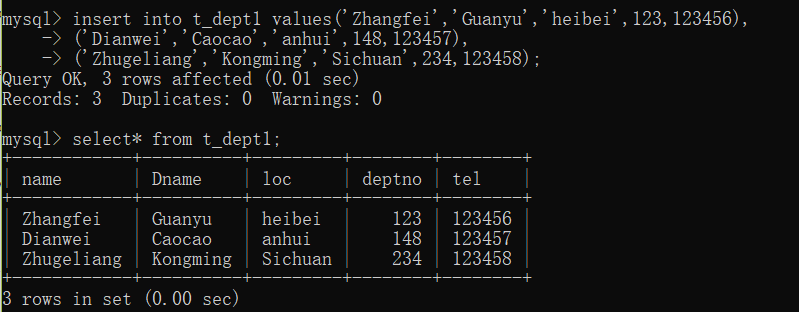 mysql> insert into t_dept1 values('Zhangfei','Guanyu','heibei',123,123456),
    -> ('Dianwei','Caocao','anhui',148,123457),
    -> ('Zhugeliang','Kongming','Sichuan',234,123458);
Query OK, 3 rows affected (0.01 sec)
Records: 3  Duplicates: 0  Warnings: 0

mysql> select* from t_dept1;
+------------+----------+---------+--------+--------+
| name       | Dname    | loc     | deptno | tel    |
+------------+----------+---------+--------+--------+
| Zhangfei   | Guanyu   | heibei  |    123 | 123456 |
| Dianwei    | Caocao   | anhui   |    148 | 123457 |
| Zhugeliang | Kongming | Sichuan |    234 | 123458 |
+------------+----------+---------+--------+--------+
3 rows in set (0.00 sec)